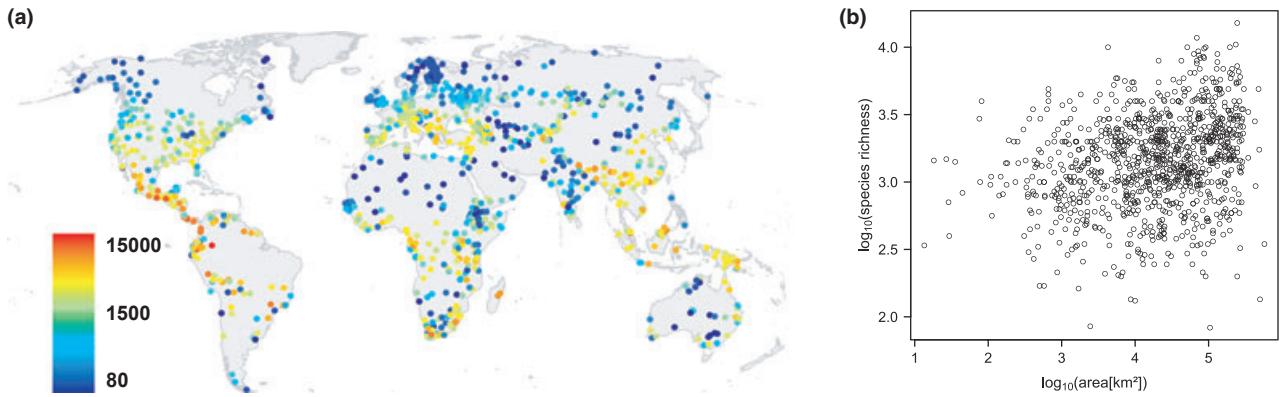 (a)
15000
1500
80
(b)
log₁₀(species richness)
4.0
3.5
3.0
2.5
2.0
1 2 3 4 5
log₁₀(area[km²])